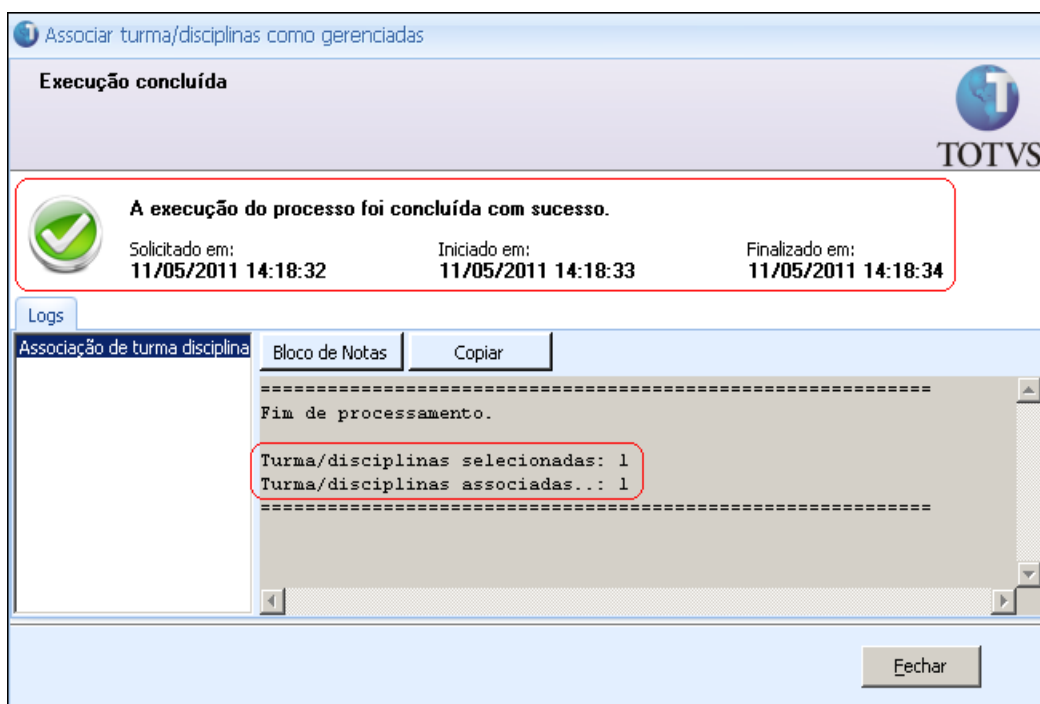 Associar turma/disciplinas como gerenciadas
Execução concluída
TOTVS
A execução do processo foi concluída com sucesso.
Solicitado em: Iniciado em: Finalizado em:
11/05/2011 14:18:32 11/05/2011 14:18:33 11/05/2011 14:18:34
Logs
Associação de turma disciplina Bloco de Notas Copiar
============================================================
Fim de processamento.
Turma/disciplinas selecionadas: 1
Turma/disciplinas associadas..: 1
============================================================
Fechar